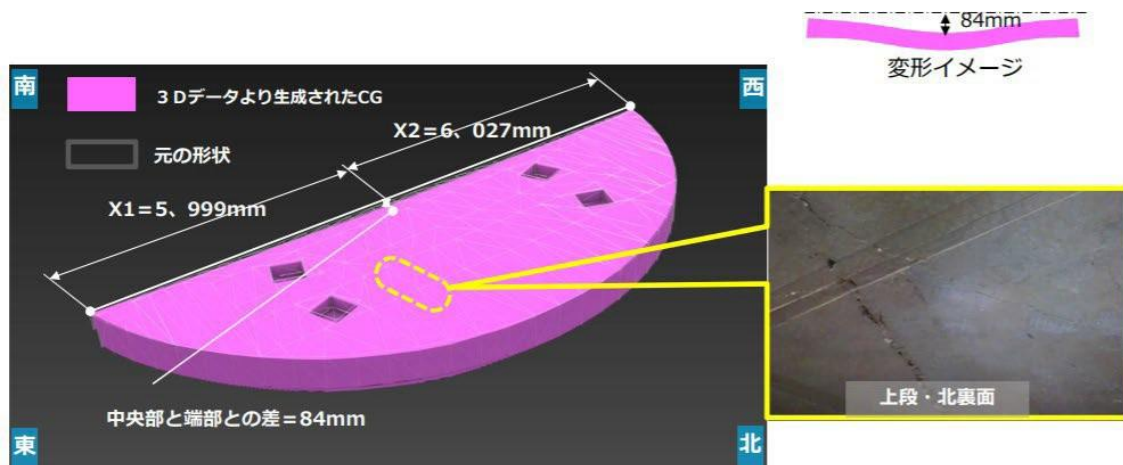 84mm
変形イメージ
南
西
3Dデータより生成されたCG
元の形状
X2=6、027mm
X1=5、999mm
中央部と端部との差=84mm
上段・北裏面
東
北